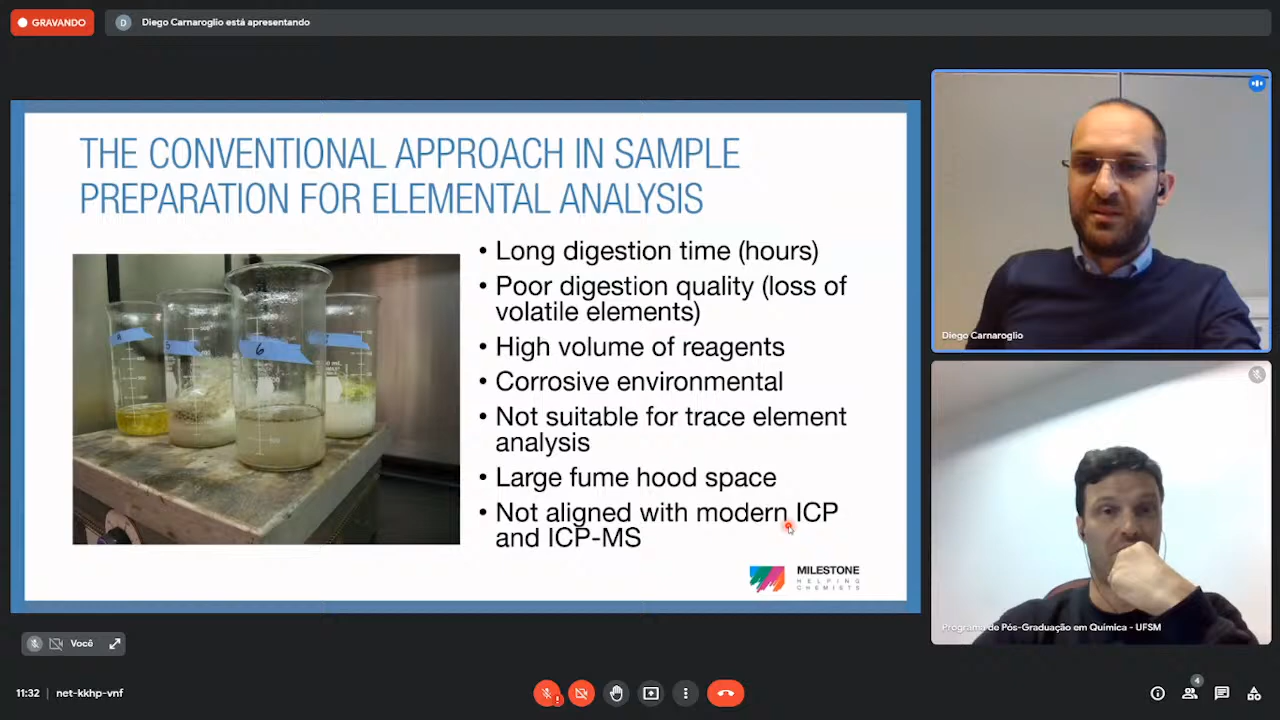 GRAVANDO
D
Diego Carnaroglio está apresentando
THE CONVENTIONAL APPROACH IN SAMPLE
PREPARATION FOR ELEMENTAL ANALYSIS
• Long digestion time (hours)
• Poor digestion quality (loss of
volatile elements)
• High volume of reagents
• Corrosive environmental
• Not suitable for trace element
analysis
• Large fume hood space
• Not aligned with modern ICP
and ICP-MS
6
MILESTONE
HELPING
CHEMISTS
Diego Carnaroglio
Programa de Pós-Graduação em Química - UFSM
Você
11:32 | net-kkhp-vnf
4